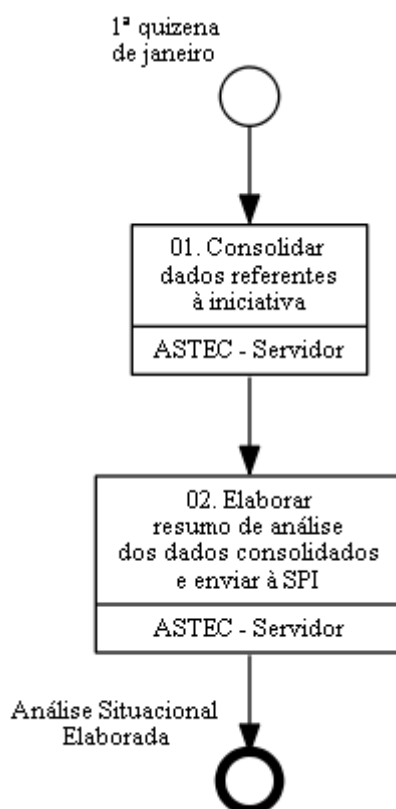 1ª quizena
de janeiro
01. Consolidar
dados referentes
à iniciativa
ASTEC - Servidor
02. Elaborar
resumo de análise
dos dados consolidados
e enviar à SPI
ASTEC - Servidor
Análise Situacional
Elaborada